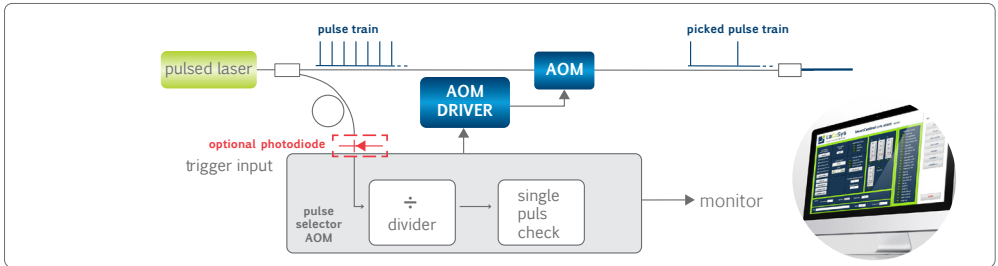 pulse train
picked pulse train
pulsed laser
AOM
AOM
DRIVER
optional photodiode
trigger input
÷
divider
single
puls
check
pulse
selector
AOM
monitor